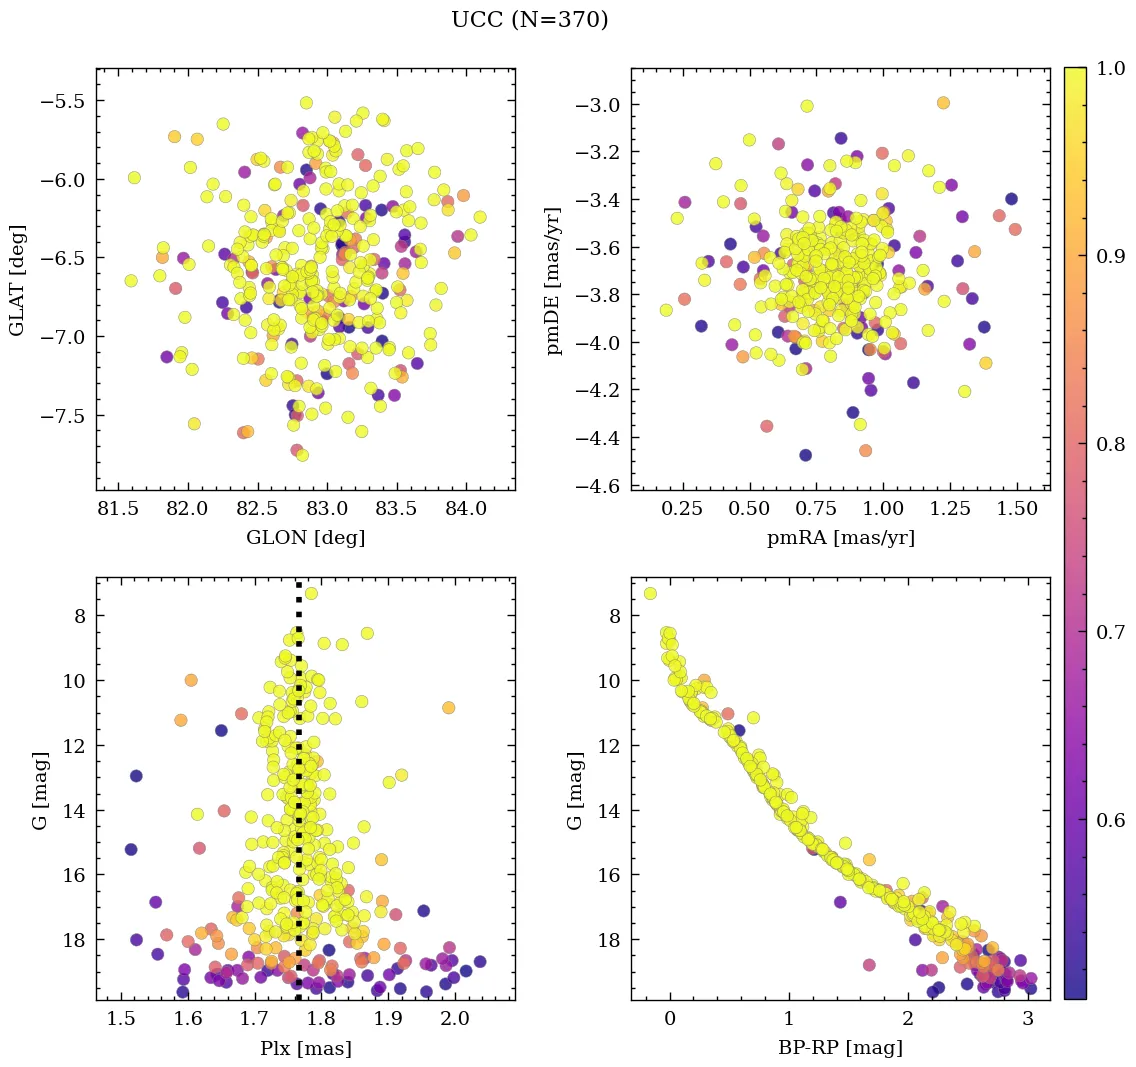 UCC (N=370)
−5.5
−6.0
−6.5
−7.0
−7.5
GLAT [deg]
81.5 82.0 82.5 83.0 83.5 84.0
GLON [deg]
−3.0
−3.2
−3.4
−3.6
−3.8
−4.0
−4.2
−4.4
−4.6
pmDE [mas/yr]
0.25 0.50 0.75 1.00 1.25 1.50
pmRA [mas/yr]
8
10
12
14
16
18
G [mag]
1.5 1.6 1.7 1.8 1.9 2.0
Plx [mas]
8
10
12
14
16
18
G [mag]
0 1 2 3
BP-RP [mag]
1.0
0.9
0.8
0.7
0.6